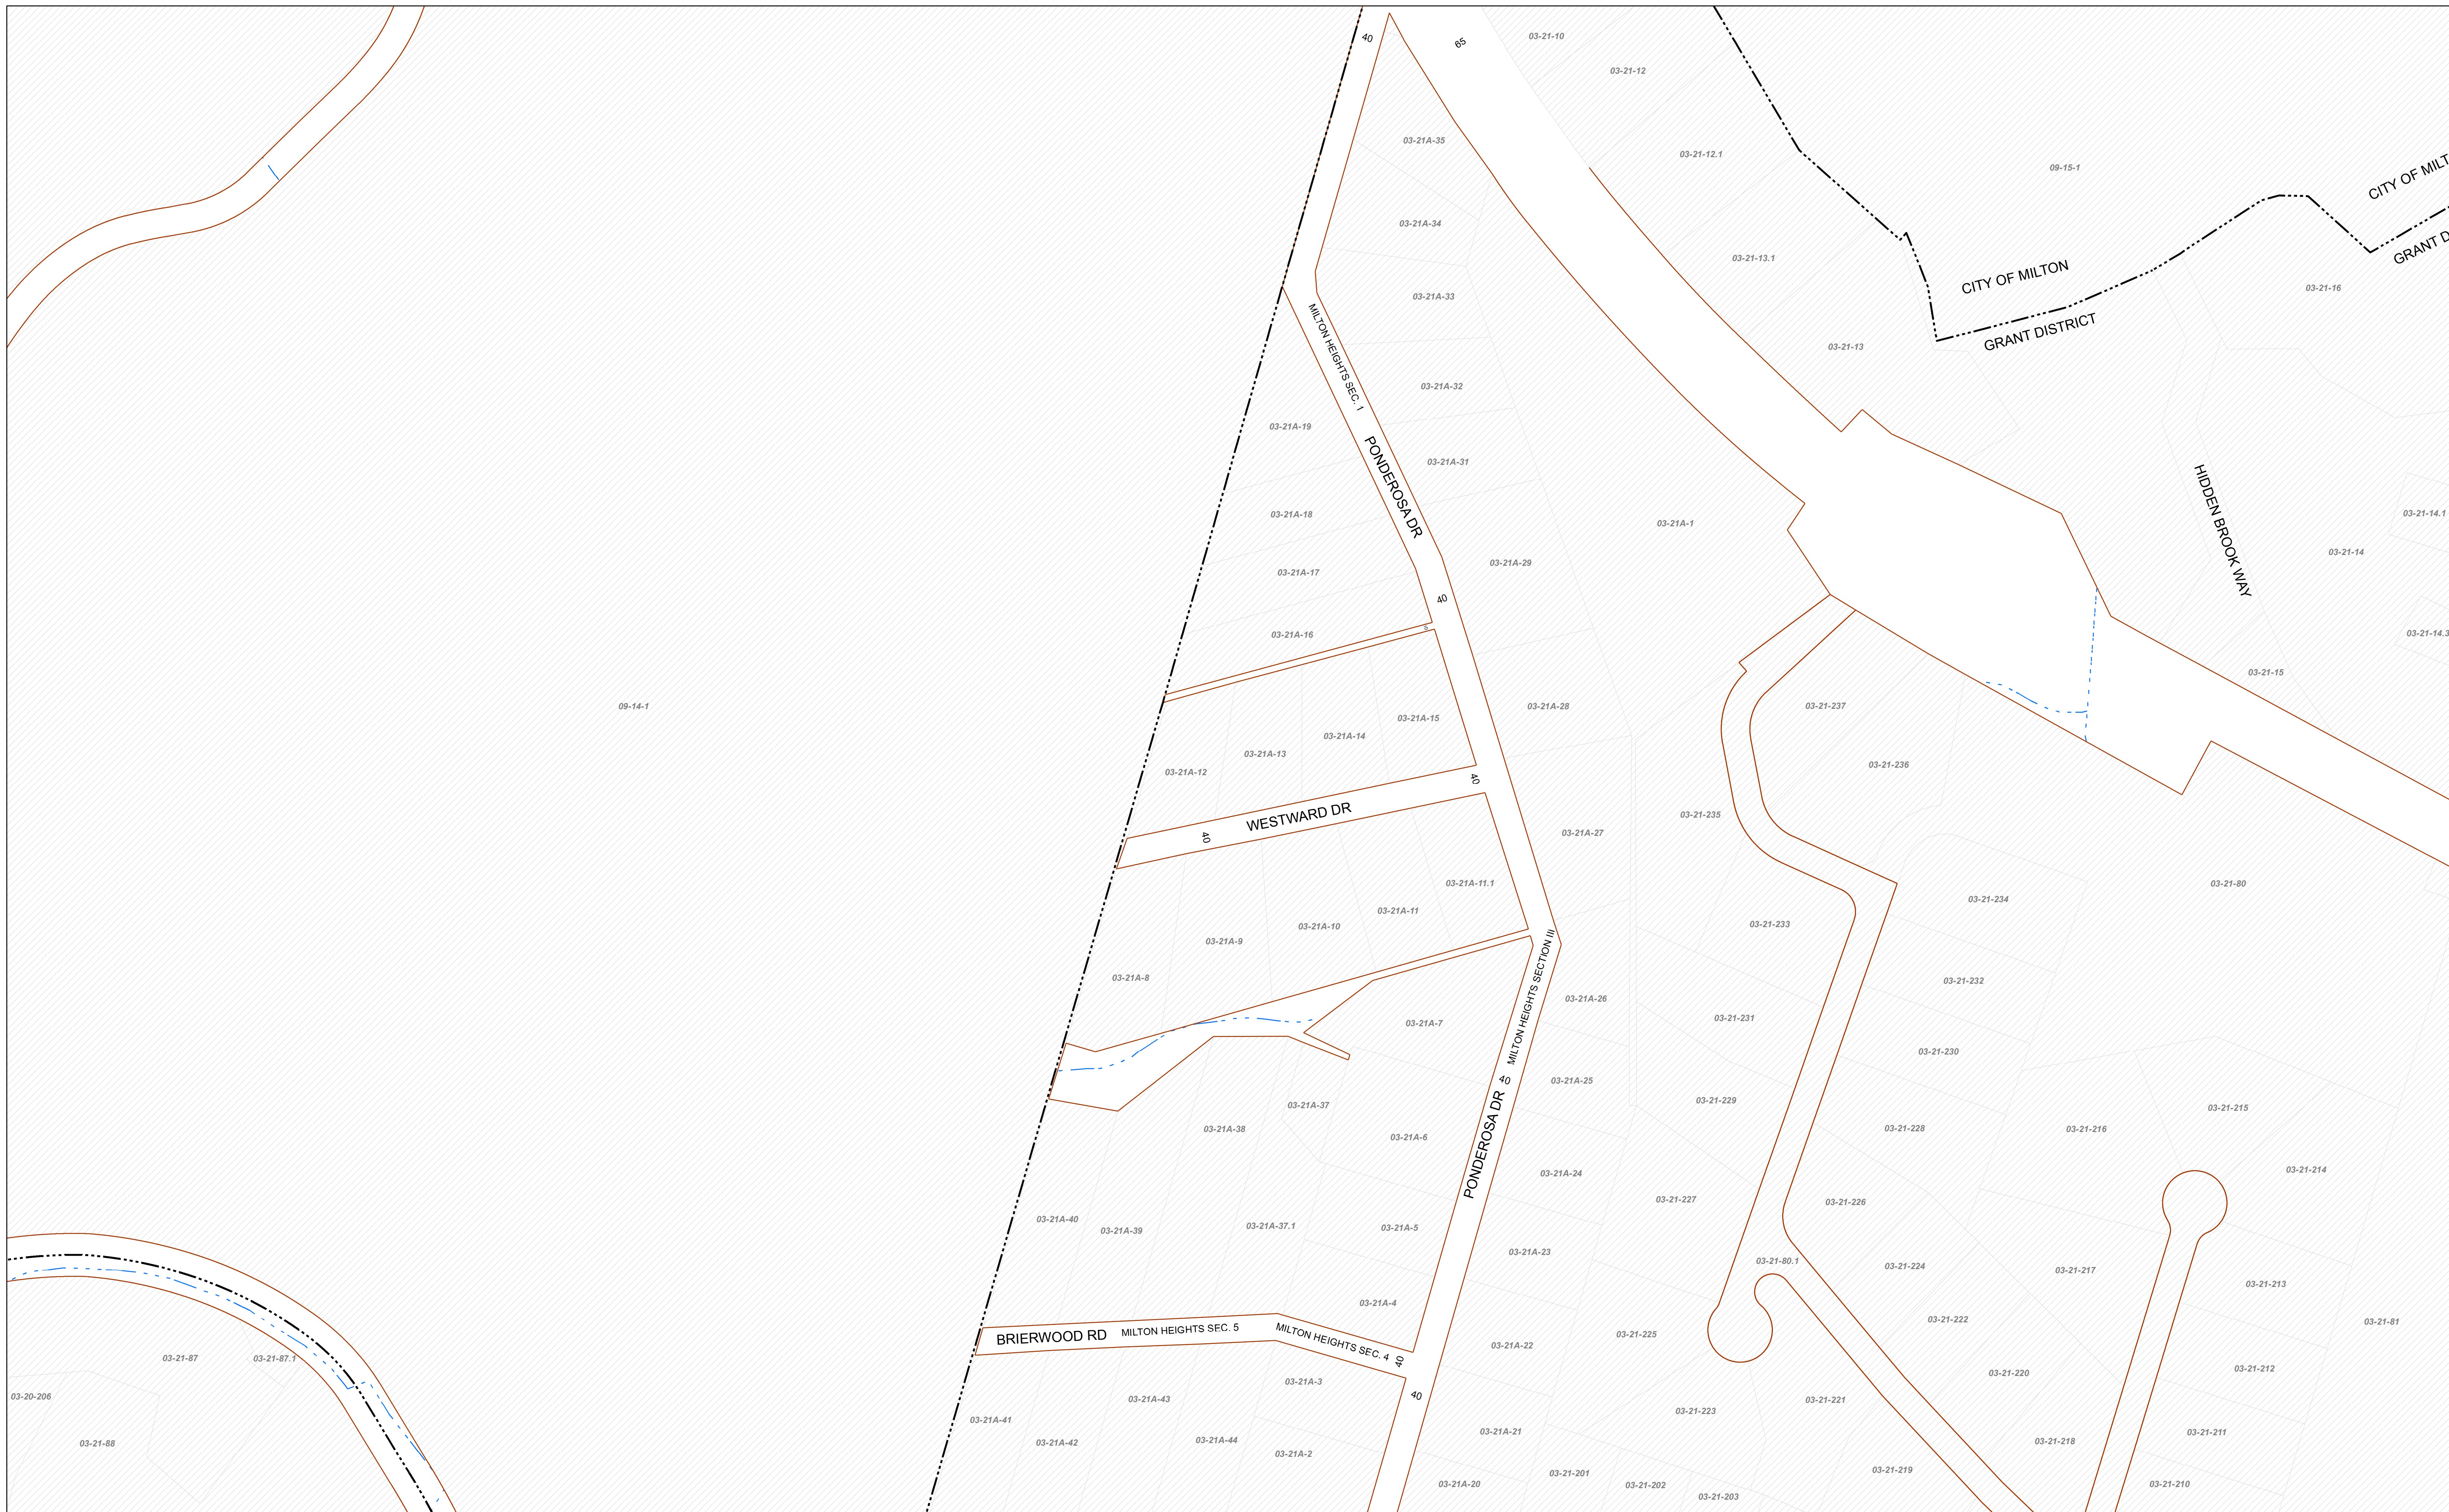 40
65
03-21-10
03-21-12
03-21A-35
03-21-12.1
09-15-1
CITY OF MILT
03-21A-34
GRANT D
03-21-13.1
CITY OF MILTON
03-21-16
03-21A-33
GRANT DISTRICT
MILTON HEIGHTS SEC. 1
03-21-13
03-21A-32
03-21A-19
03-21A-31
PONDEROSA DR
03-21A-18
03-21-14.1
03-21A-1
HIDDEN BROOK WAY
03-21-14
03-21A-29
03-21A-17
40
03-21A-16
03-21-14.3
03-21-15
09-14-1
03-21A-28
03-21-237
03-21A-15
03-21A-14
03-21A-13
03-21-236
03-21A-12
40
WESTWARD DR
40
03-21-235
03-21A-27
03-21A-11.1
03-21-80
03-21-234
03-21A-11
03-21A-10
03-21-233
03-21A-9
03-21A-8
03-21-232
MILTON HEIGHTS SECTION III
03-21A-26
03-21A-7
03-21-231
03-21-230
40
03-21A-25
03-21A-37
03-21-229
03-21-215
03-21A-38
03-21A-6
PONDEROSA DR
03-21-228
03-21-216
03-21A-24
03-21-214
03-21-227
03-21-226
03-21A-40
03-21A-39
03-21A-37.1
03-21A-5
03-21A-23
03-21-80.1
03-21-224
03-21-217
03-21-213
03-21A-4
03-21-222
03-21-81
BRIERWOOD RD
MILTON HEIGHTS SEC. 5
MILTON HEIGHTS SEC. 4
40
03-21-225
03-21A-22
03-21-87
03-21-87.1
03-21-220
03-21-212
03-21A-3
40
03-20-206
03-21A-43
03-21-221
03-21-223
03-21A-41
03-21A-21
03-21-211
03-21-88
03-21A-42
03-21A-44
03-21A-2
03-21-218
03-21-219
03-21-201
03-21A-20
03-21-202
03-21-210
03-21-203